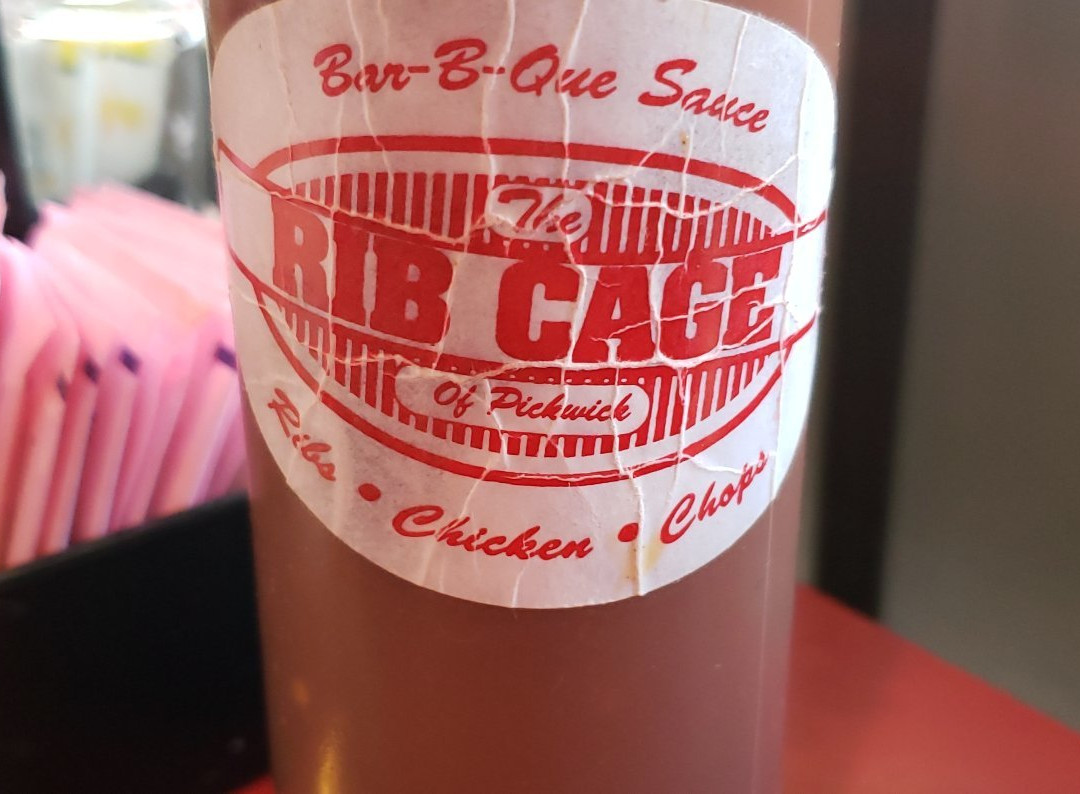 Bar-B-Que Sauce
The
RIB CAGE
Of Pickwick
Ribs • Chicken • Chops